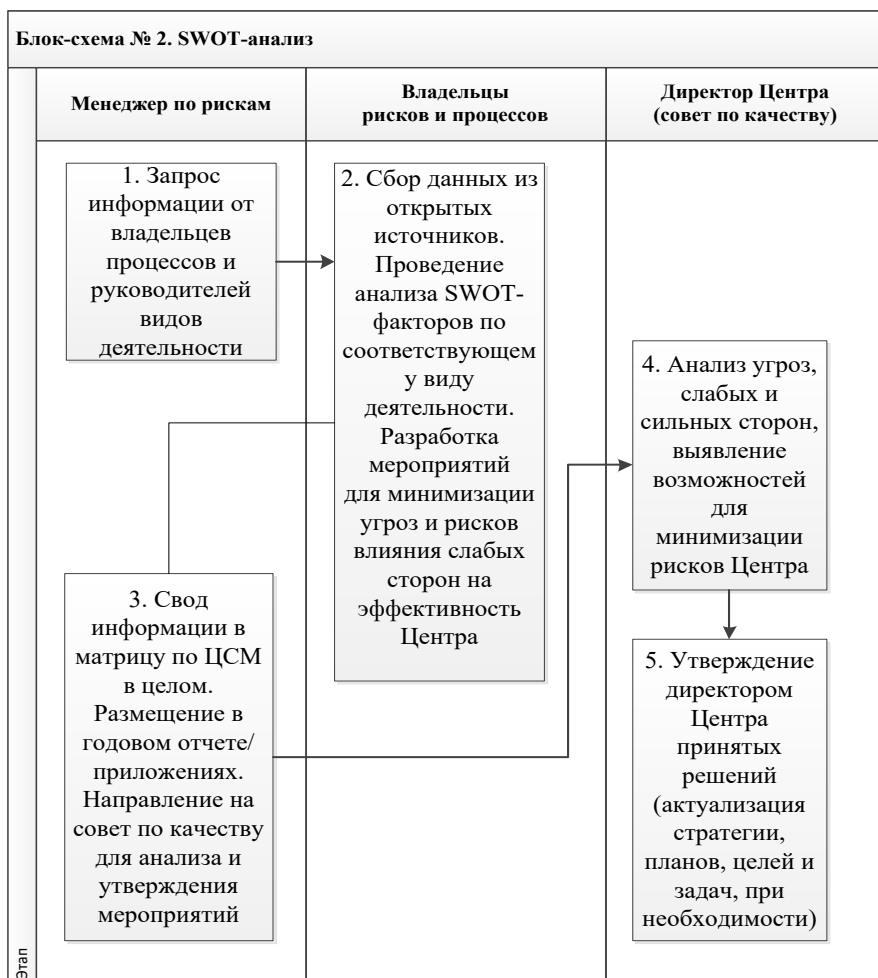 Блок-схема № 2. SWOT-анализ
Менеджер по рискам
Владельцы
рисков и процессов
Директор Центра
(совет по качеству)
1. Запрос
информации от
владельцев
процессов и
руководителей
видов
деятельности
2. Сбор данных из
открытых
источников.
Проведение
анализа SWOT-
факторов по
соответствующем
у виду
деятельности.
Разработка
мероприятий
для минимизации
угроз и рисков
влияния слабых
сторон на
эффективность
Центра
3. Свод
информации в
матрицу по ЦСМ
в целом.
Размещение в
годовом отчете/
приложениях.
Направление на
совет по качеству
для анализа и
утверждения
мероприятий
4. Анализ угроз,
слабых и
сильных сторон,
выявление
возможностей
для
минимизации
рисков Центра
5. Утверждение
директором
Центра
принятых
решений
(актуализация
стратегии,
планов, целей и
задач, при
необходимости)
Этап